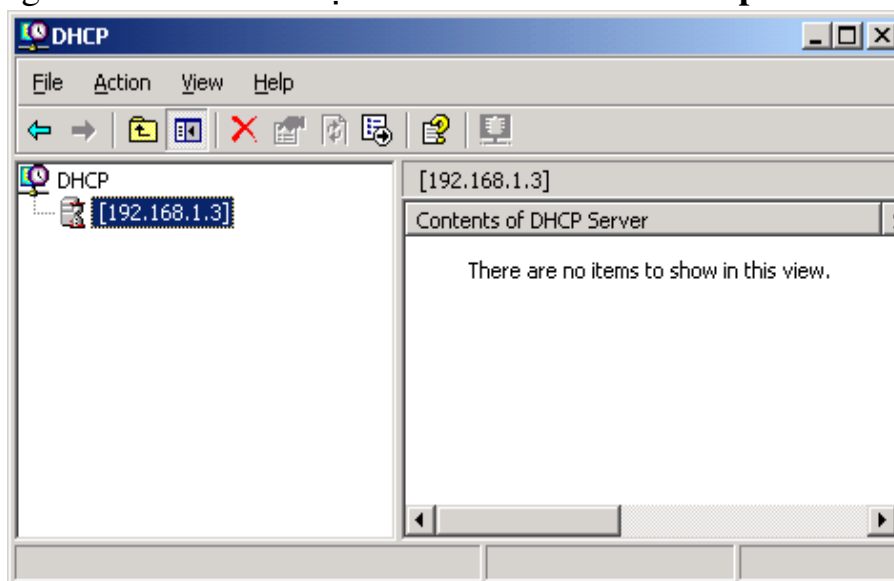 DHCP
File Action View Help
DHCP
[192.168.1.3]
[192.168.1.3]
Contents of DHCP Server
There are no items to show in this view.